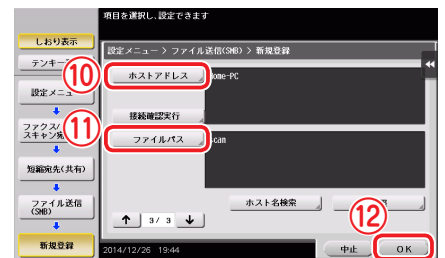 項目を選択し、設定できます
しおり表示
設定メニュー > ファイル送信(SMB) > 新規登録
テンキー
⑩
ホストアドレス
ome-PC
設定メニュー
接続確認実行
ファクス/
スキャン宛
⑪
ファイルパス
can
短縮宛先(共有)
ファイル送信
(SMB)
ホスト名検索
⑫
↑ 3/ 3 ↓
新規登録
2014/12/26 19:44
中止
OK